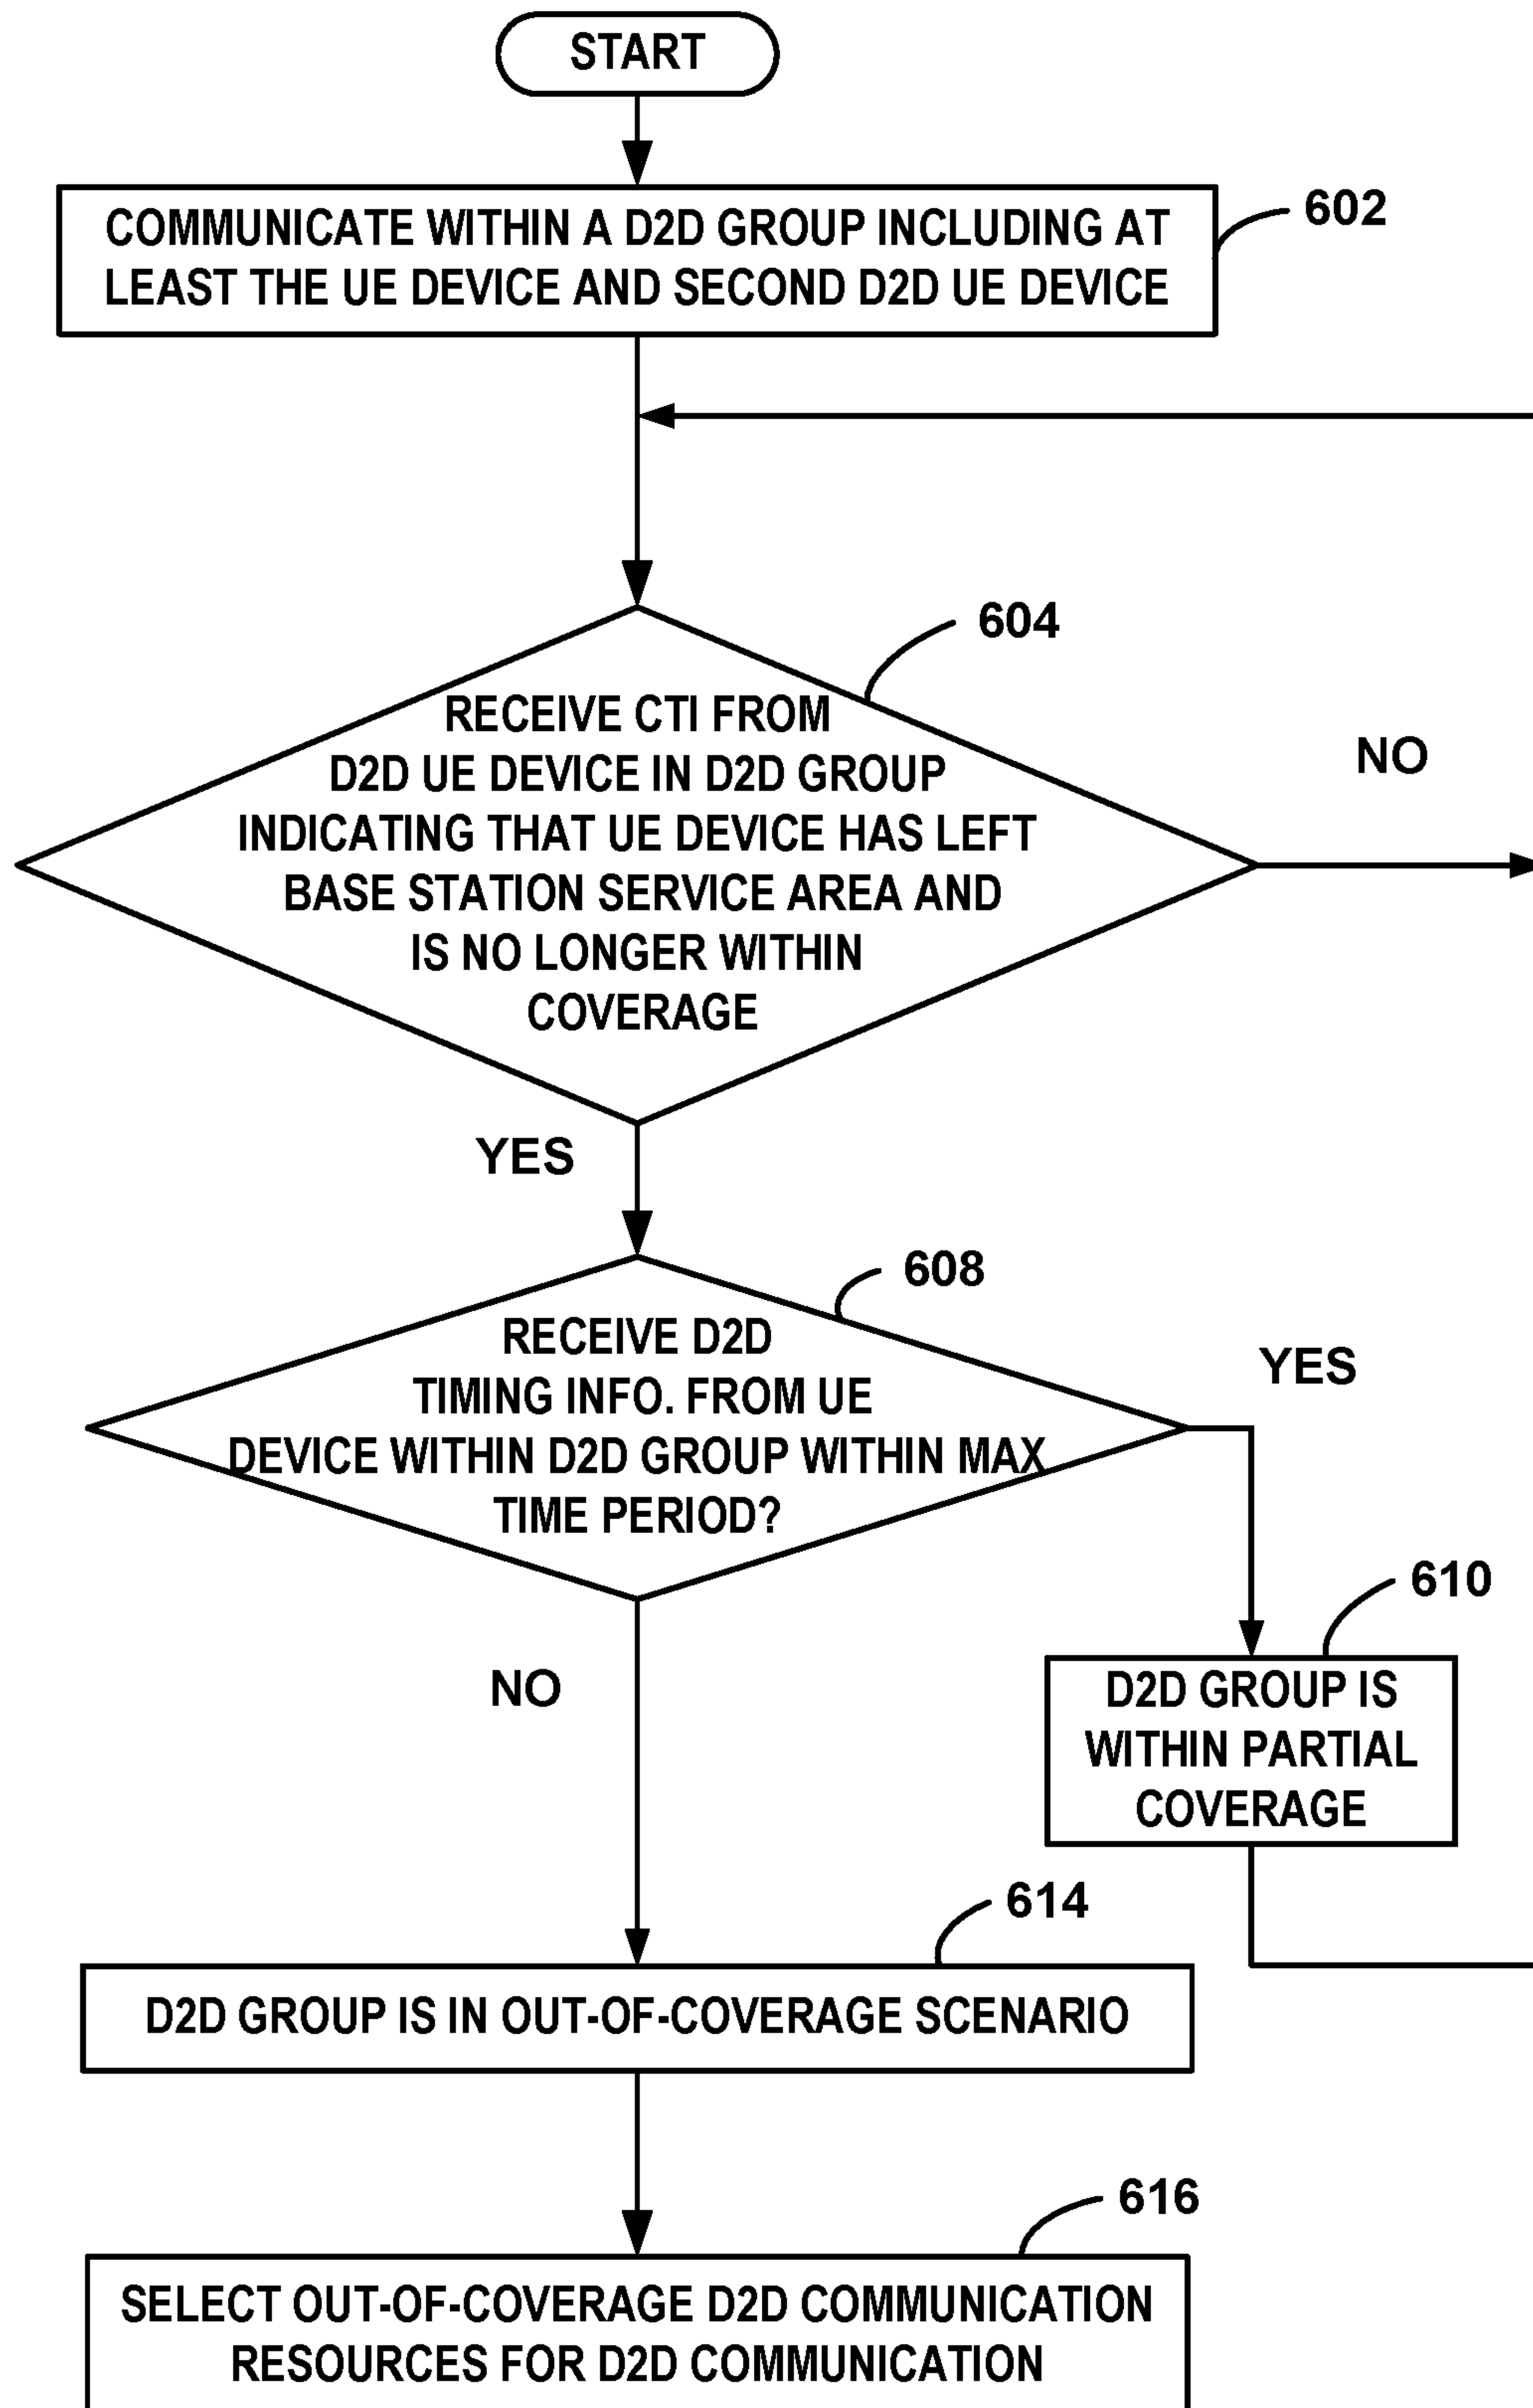 START
COMMUNICATE WITHIN A D2D GROUP INCLUDING AT
LEAST THE UE DEVICE AND SECOND D2D UE DEVICE
602
604
RECEIVE CTI FROM
D2D UE DEVICE IN D2D GROUP
INDICATING THAT UE DEVICE HAS LEFT
BASE STATION SERVICE AREA AND
IS NO LONGER WITHIN
COVERAGE
NO
YES
608
RECEIVE D2D
TIMING INFO. FROM UE
DEVICE WITHIN D2D GROUP WITHIN MAX
TIME PERIOD?
YES
610
D2D GROUP IS
WITHIN PARTIAL
COVERAGE
NO
614
D2D GROUP IS IN OUT-OF-COVERAGE SCENARIO
616
SELECT OUT-OF-COVERAGE D2D COMMUNICATION
RESOURCES FOR D2D COMMUNICATION